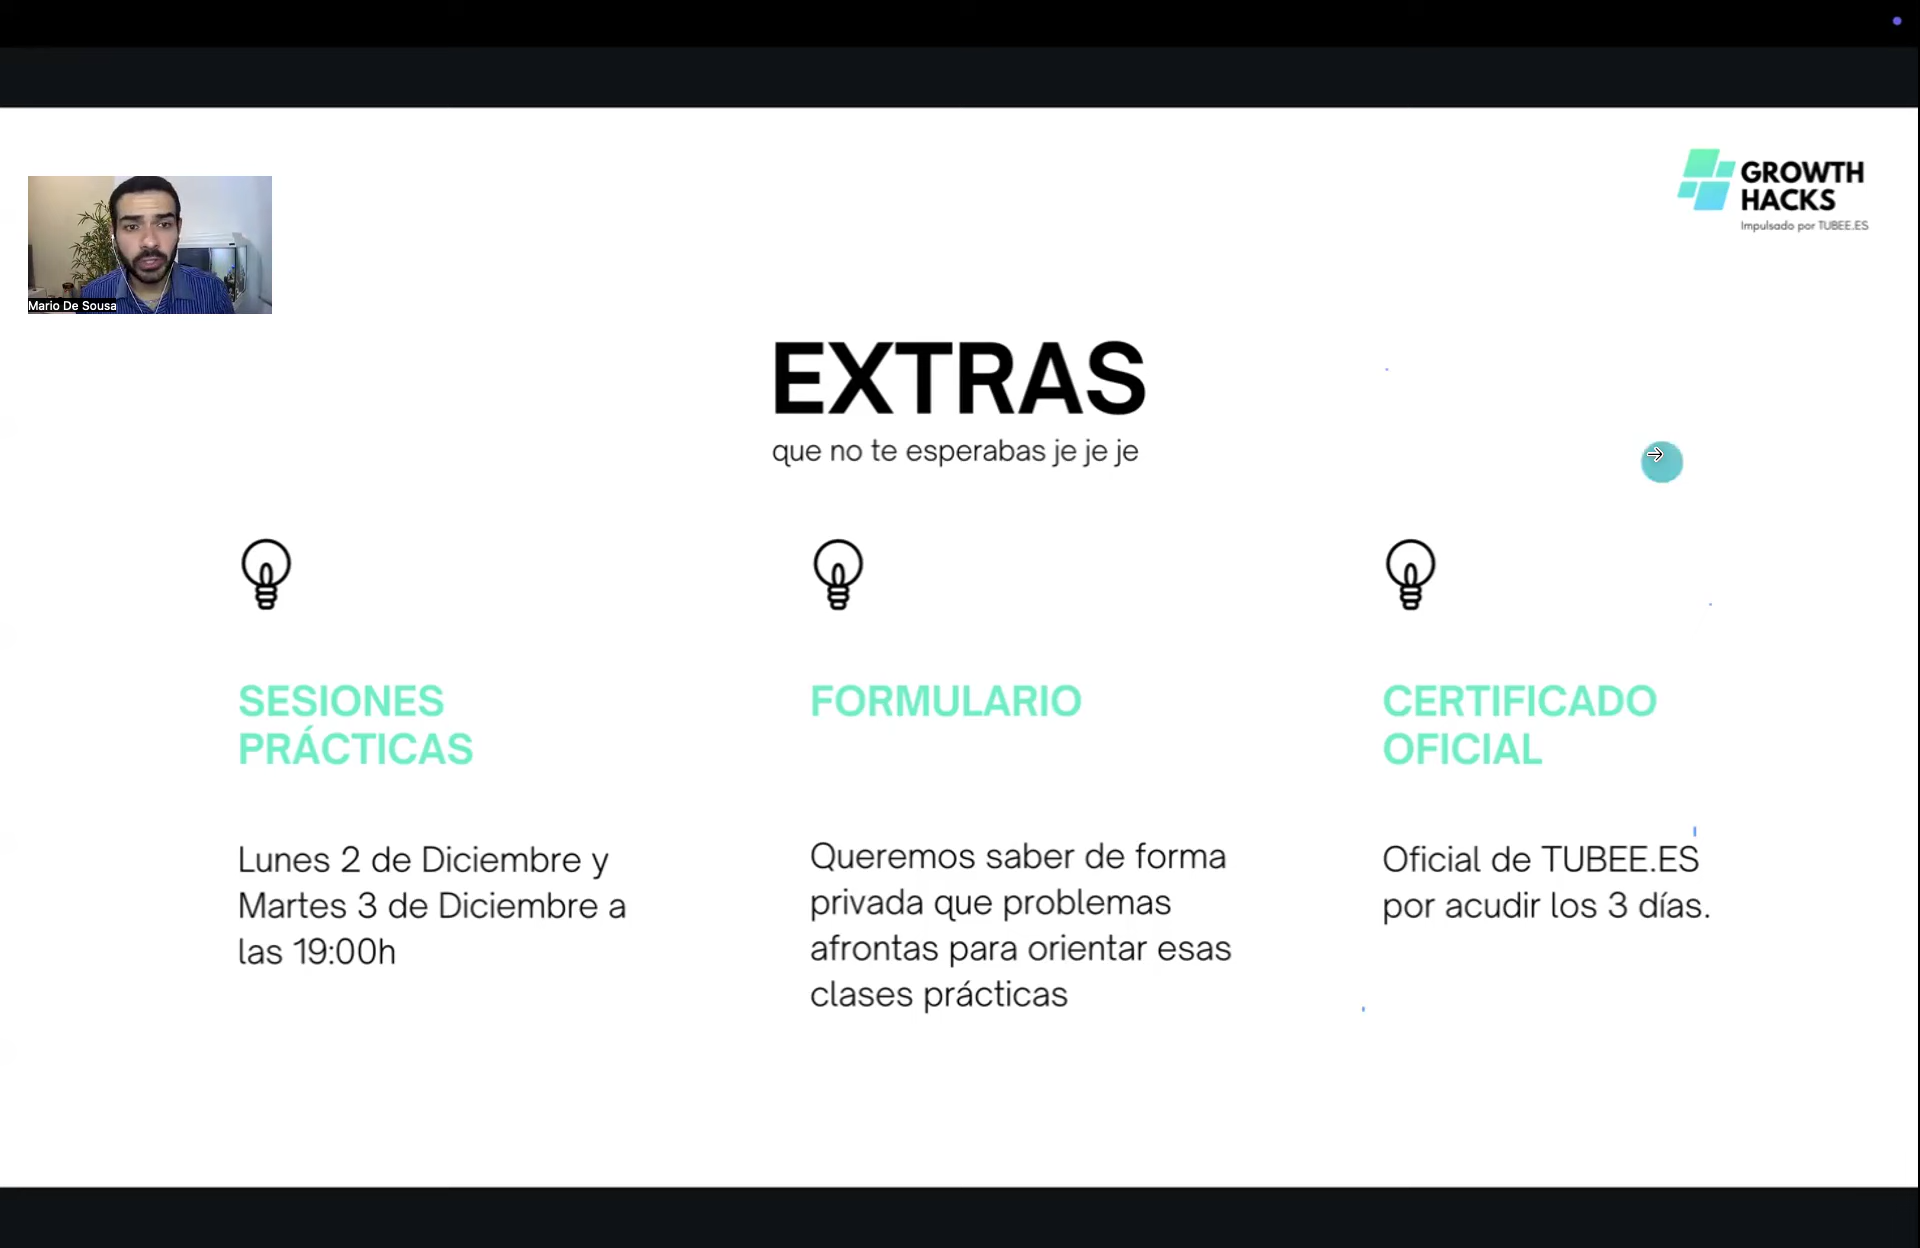 GROWTH
HACKS
Impulsado por TUBEE.ES
Mario De Sousa
EXTRAS
que no te esperabas je je je
SESIONES
PRÁCTICAS
Lunes 2 de Diciembre y
Martes 3 de Diciembre a
las 19:00h
FORMULARIO
Queremos saber de forma
privada que problemas
afrontas para orientar esas
clases prácticas
CERTIFICADO
OFICIAL
Oficial de TUBEE.ES
por acudir los 3 días.